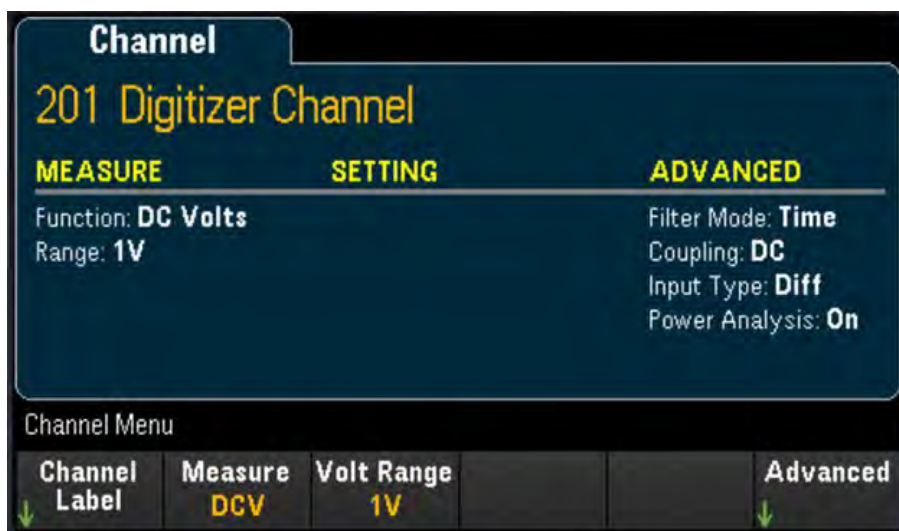 Channel
201 Digitizer Channel
MEASURE SETTING ADVANCED
Function: DC Volts
Range: 1V
Filter Mode: Time
Coupling: DC
Input Type: Diff
Power Analysis: On
Channel Menu
Channel Label
Measure DCV
Volt Range 1V
Advanced